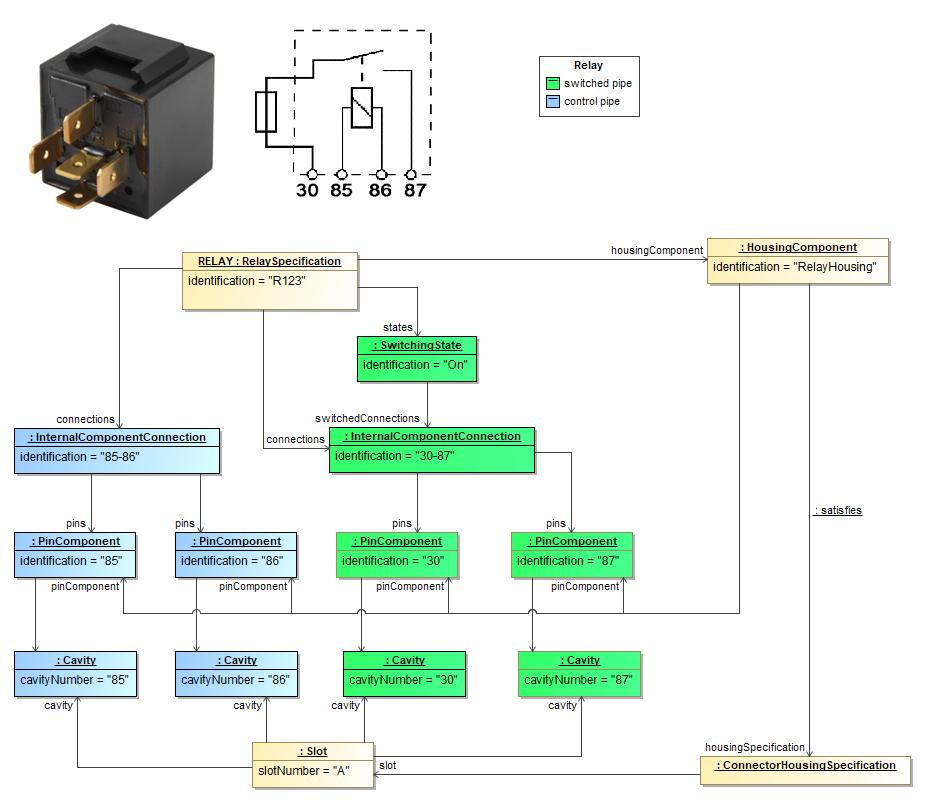 Relay
switched pipe
control pipe
30 85 86 87
housingComponent
: HousingComponent
identification = "RelayHousing"
RELAY : RelaySpecification
identification = "R123"
states
: SwitchingState
identification = "On"
connections
switchedConnections
: InternalComponentConnection
identification = "85-86"
connections
: InternalComponentConnection
identification = "30-87"
: satisfies
pins
pins
pins
pins
: PinComponent
identification = "85"
: PinComponent
identification = "86"
: PinComponent
identification = "30"
: PinComponent
identification = "87"
pinComponent
pinComponent
pinComponent
pinComponent
: Cavity
cavityNumber = "85"
: Cavity
cavityNumber = "86"
: Cavity
cavityNumber = "30"
: Cavity
cavityNumber = "87"
cavity
cavity
cavity
cavity
: Slot
slotNumber = "A"
slot
housingSpecification
: ConnectorHousingSpecification